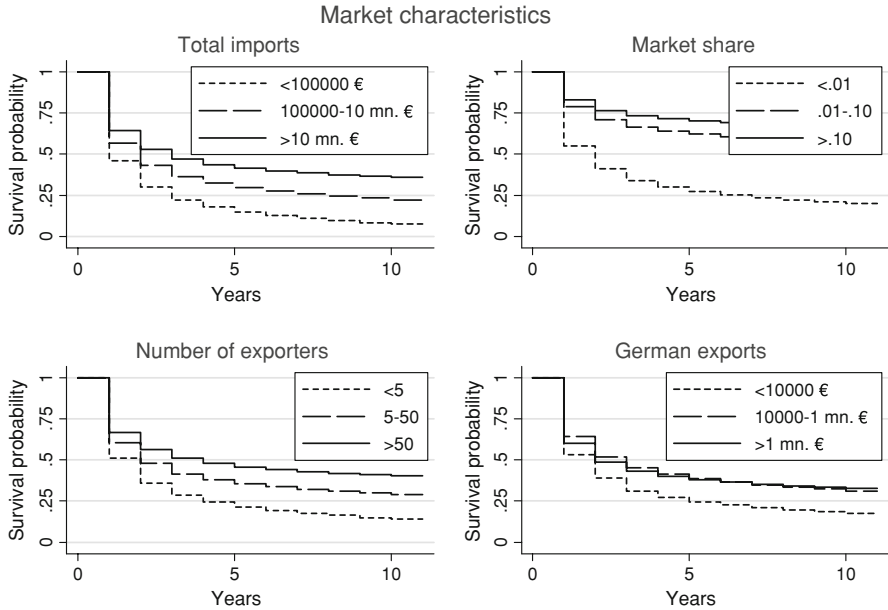 Market characteristics
Total imports
Survival probability
0 .25 .5 .75 1
<100000 €
100000-10 mn. €
>10 mn. €
0 5 10
Years
Market share
Survival probability
0 .25 .5 .75 1
<.01
.01-.10
>.10
0 5 10
Years
Number of exporters
Survival probability
0 .25 .5 .75 1
<5
5-50
>50
0 5 10
Years
German exports
Survival probability
0 .25 .5 .75 1
<10000 €
10000-1 mn. €
>1 mn. €
0 5 10
Years